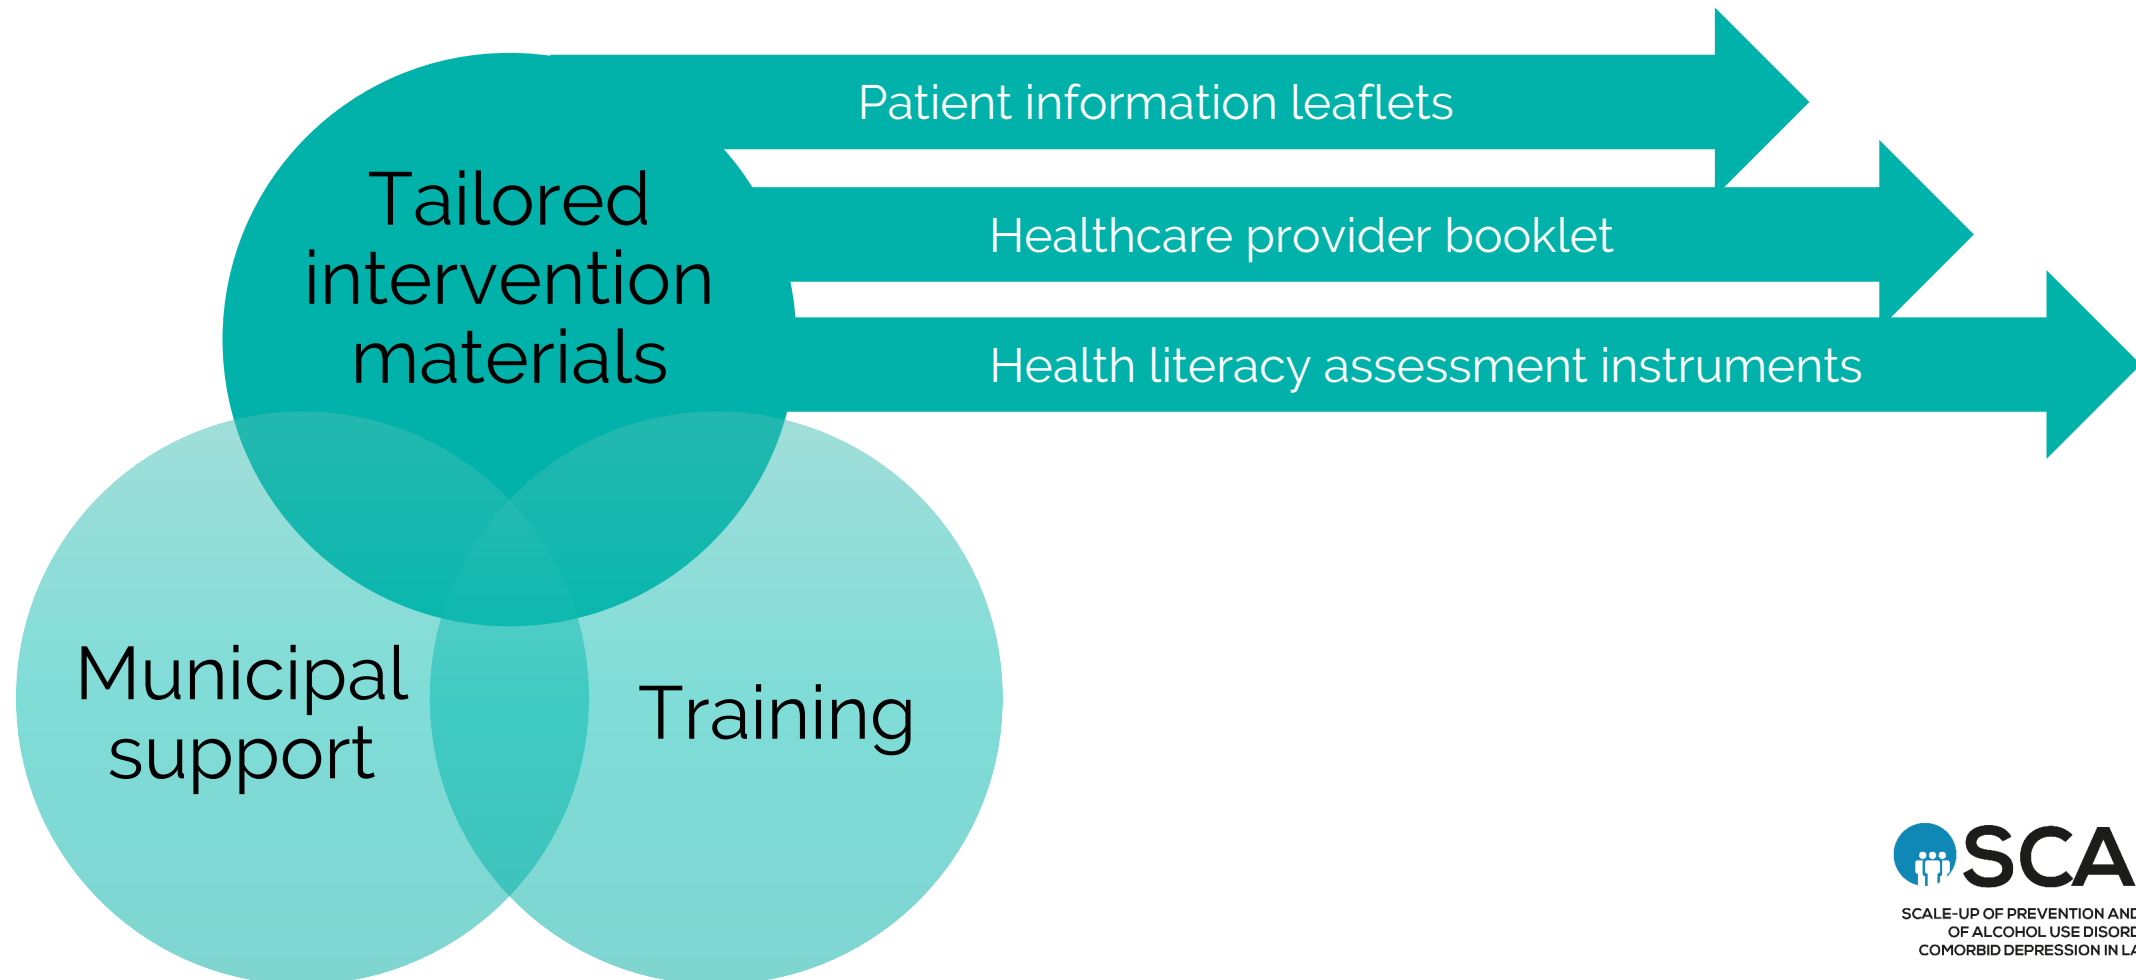 Patient information leaflets
Healthcare provider booklet
Health literacy assessment instruments
Tailored
intervention
materials
Municipal
support
Training
SCA
SCALE-UP OF PREVENTION AND
OF ALCOHOL USE DISORD
COMORBID DEPRESSION IN LA